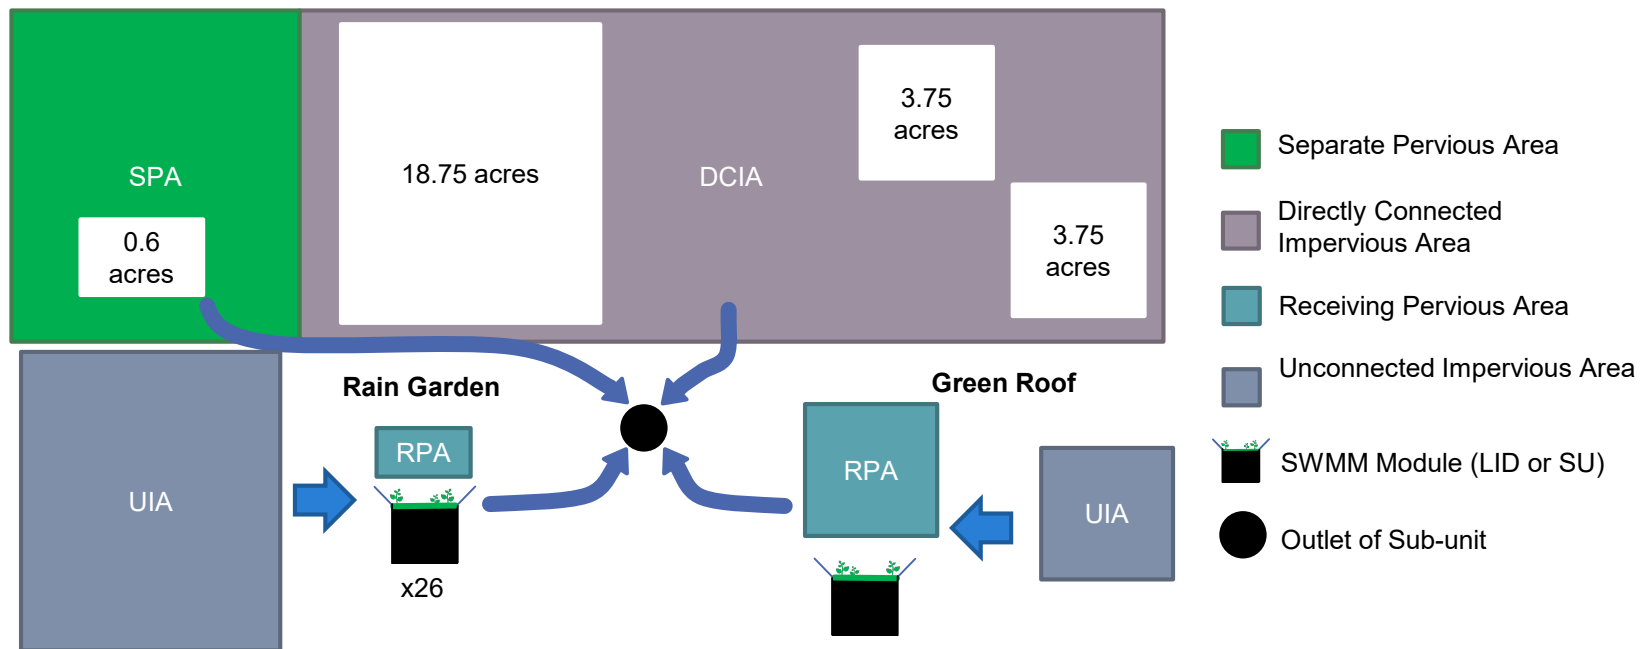 SPA
0.6
acres
18.75 acres
DCIA
3.75
acres
3.75
acres
Separate Pervious Area
Directly Connected
Impervious Area
Receiving Pervious Area
Unconnected Impervious Area
SWMM Module (LID or SU)
Outlet of Sub-unit
UIA
Rain Garden
RPA
x26
Green Roof
RPA
UIA